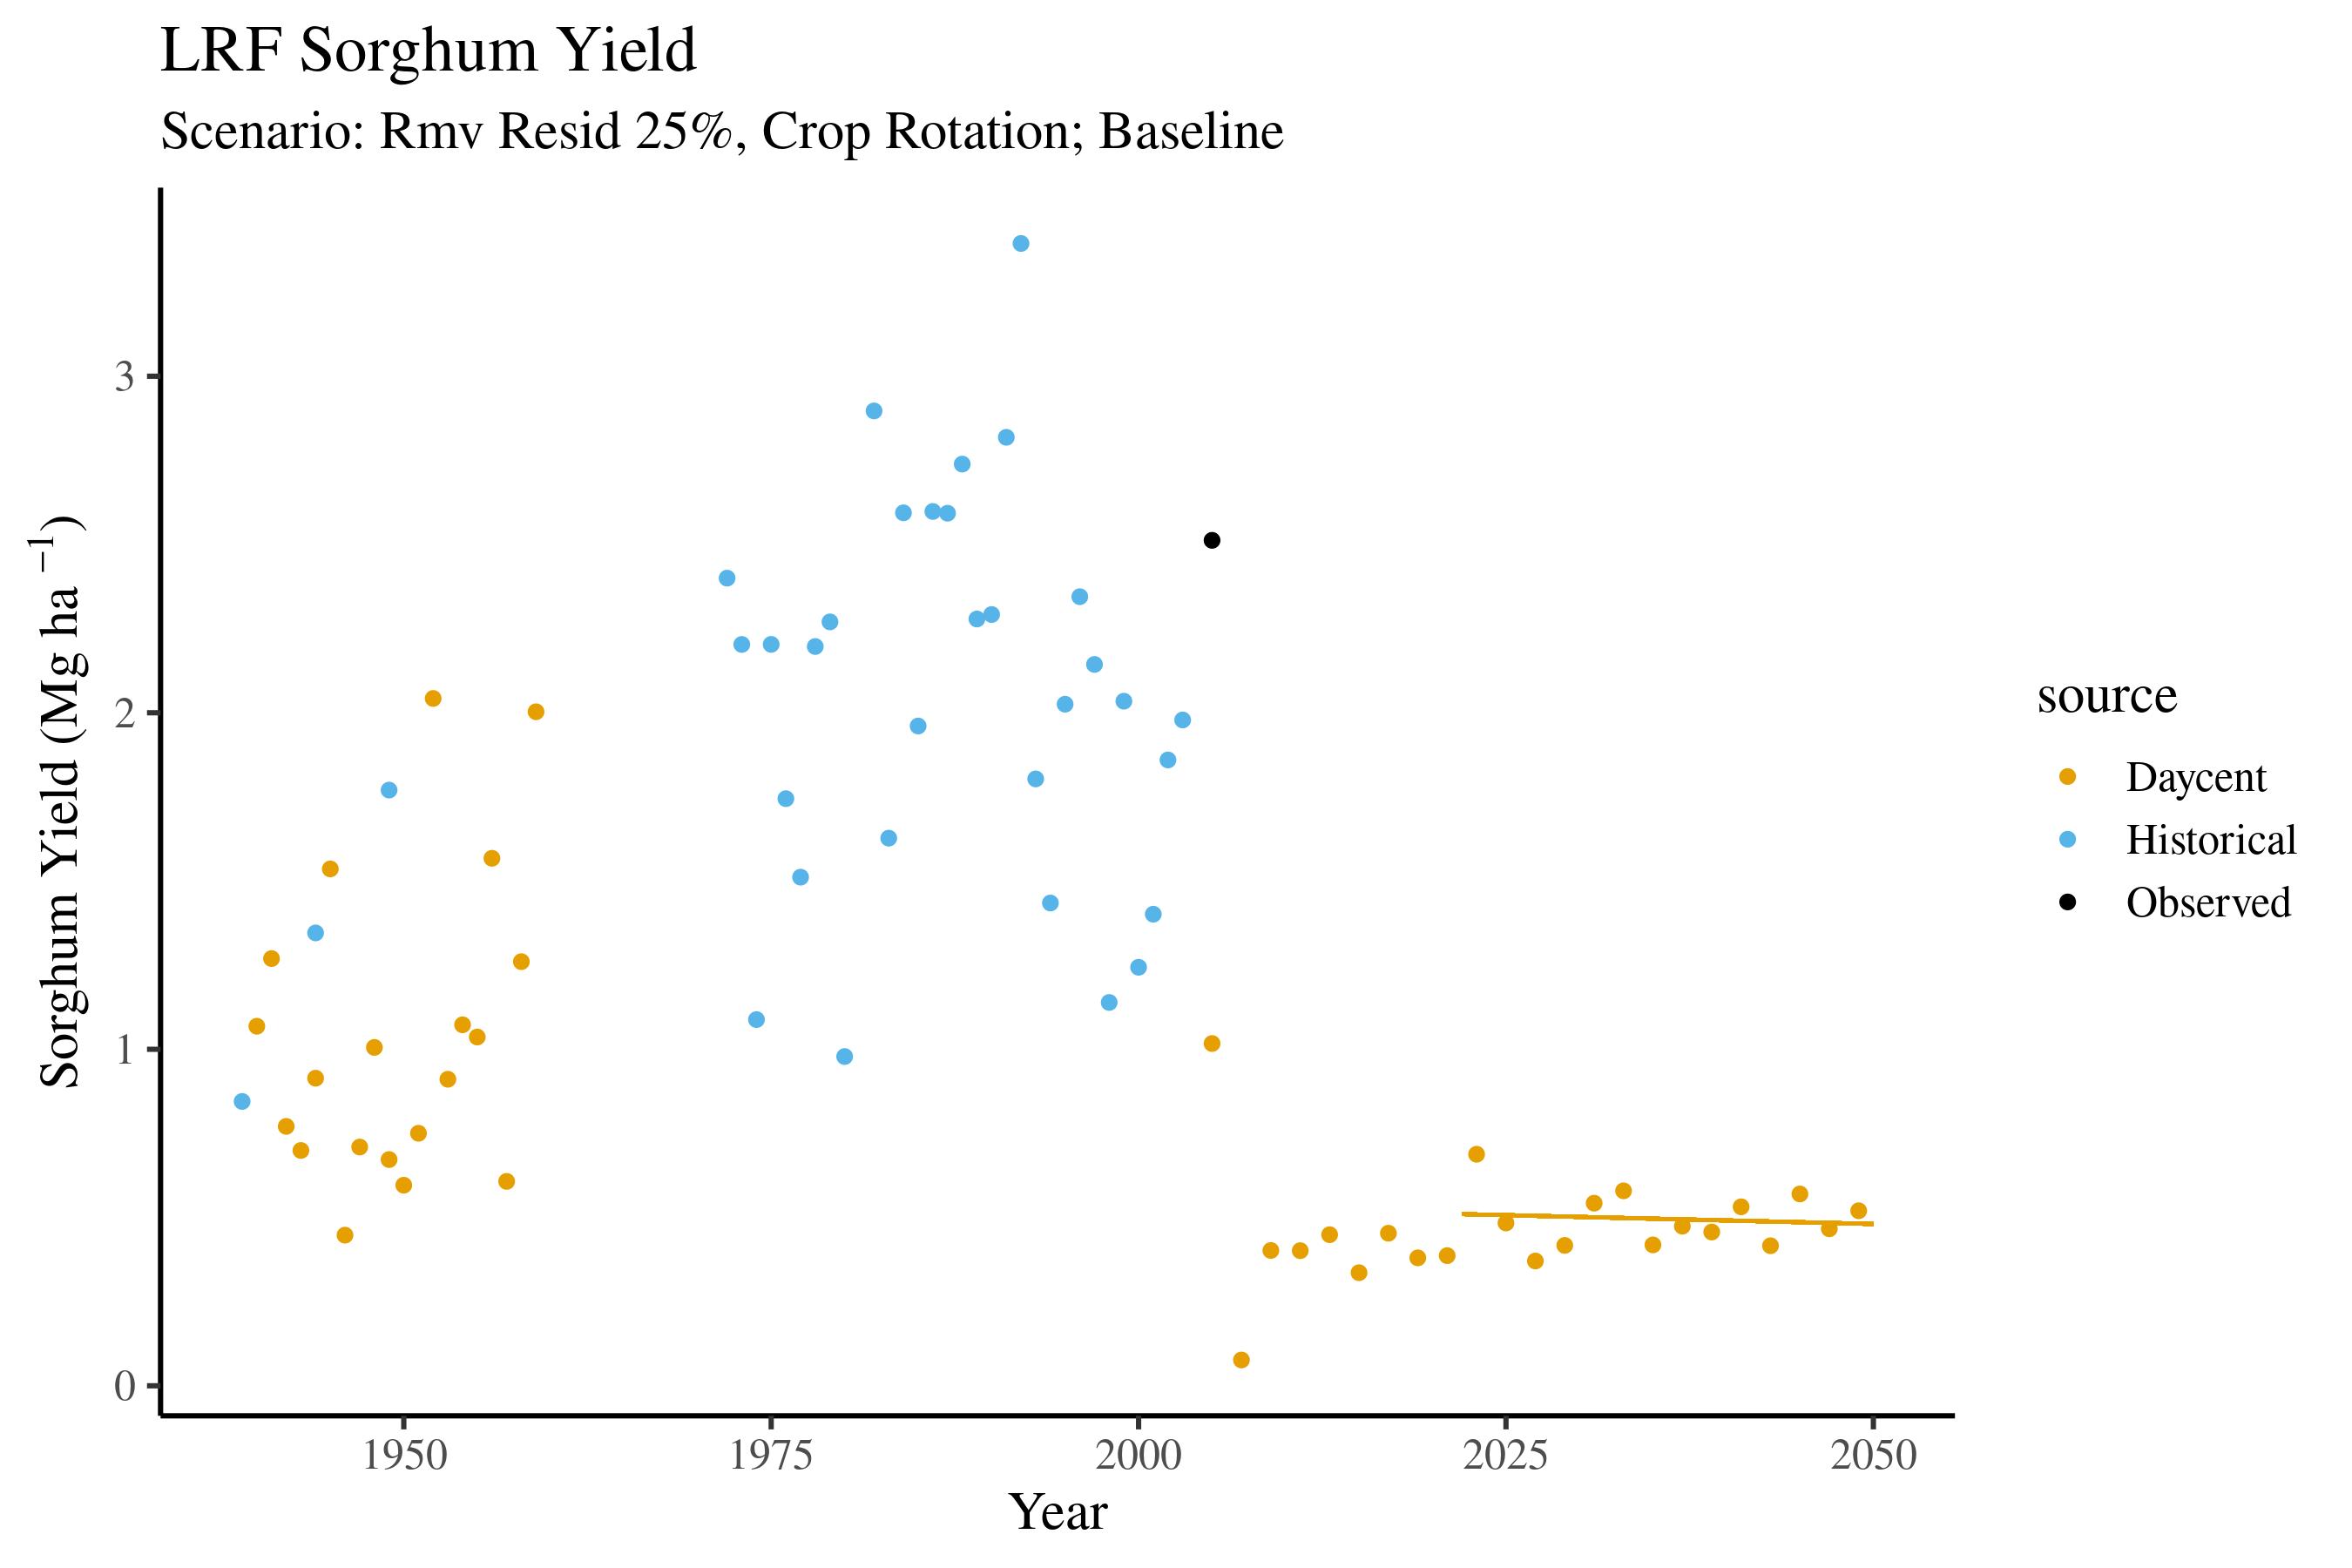 LRF Sorghum Yield
Scenario: Rmv Resid 25%, Crop Rotation; Baseline
Sorghum Yield (Mg ha⁻¹)
3
2
1
0
1950
1975
2000
2025
2050
Year
source
Daycent
Historical
Observed